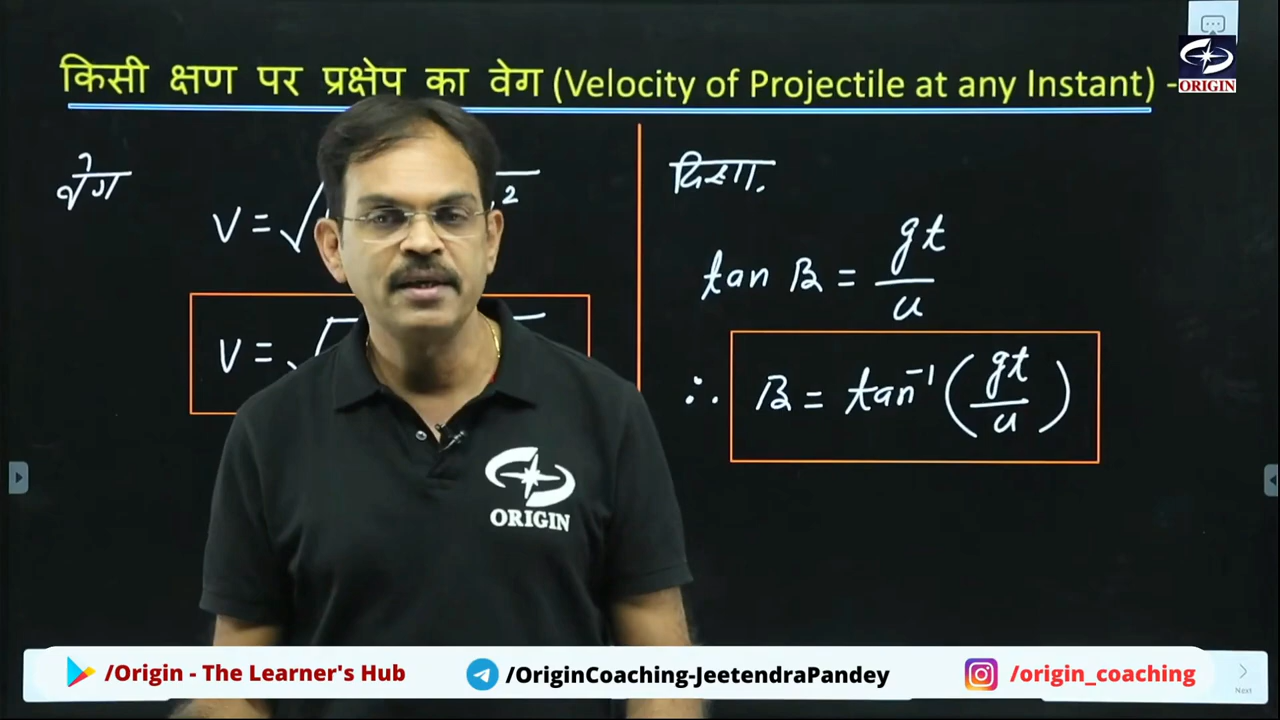 किसी क्षण पर प्रक्षेप का वेग (Velocity of Projectile at any Instant) -
ORIGIN
वेग
V = √ 2
V = √
दिशा.
tan B = gt/u
∴ B = tan⁻¹ (gt/u)
ORIGIN
/Origin - The Learner's Hub
/OriginCoaching-JeetendraPandey
/origin_coaching
Next